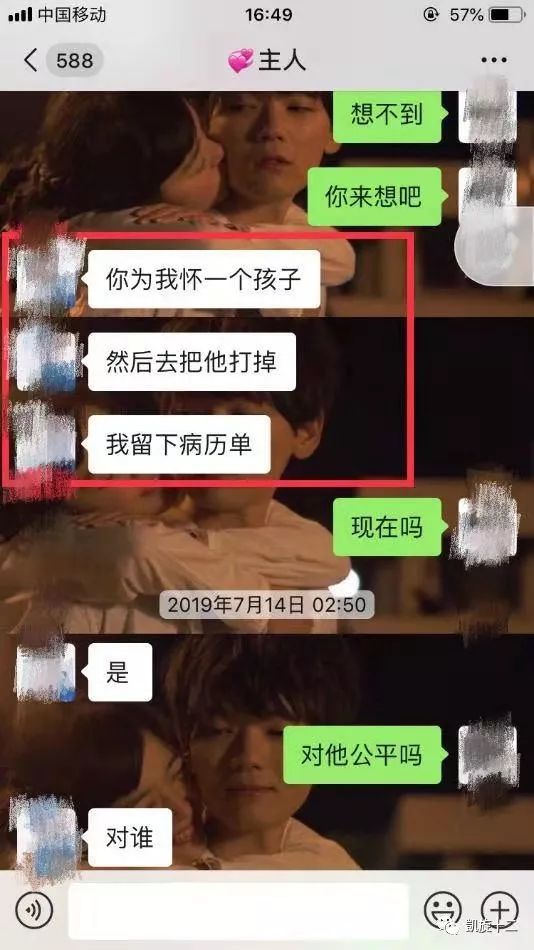 中国移动
16:49
57%
588
💞主人
想不到
你来想吧
你为我怀一个孩子
然后去把他打掉
我留下病历单
现在吗
2019年7月14日 02:50
是
对他公平吗
对谁
凯旋十二